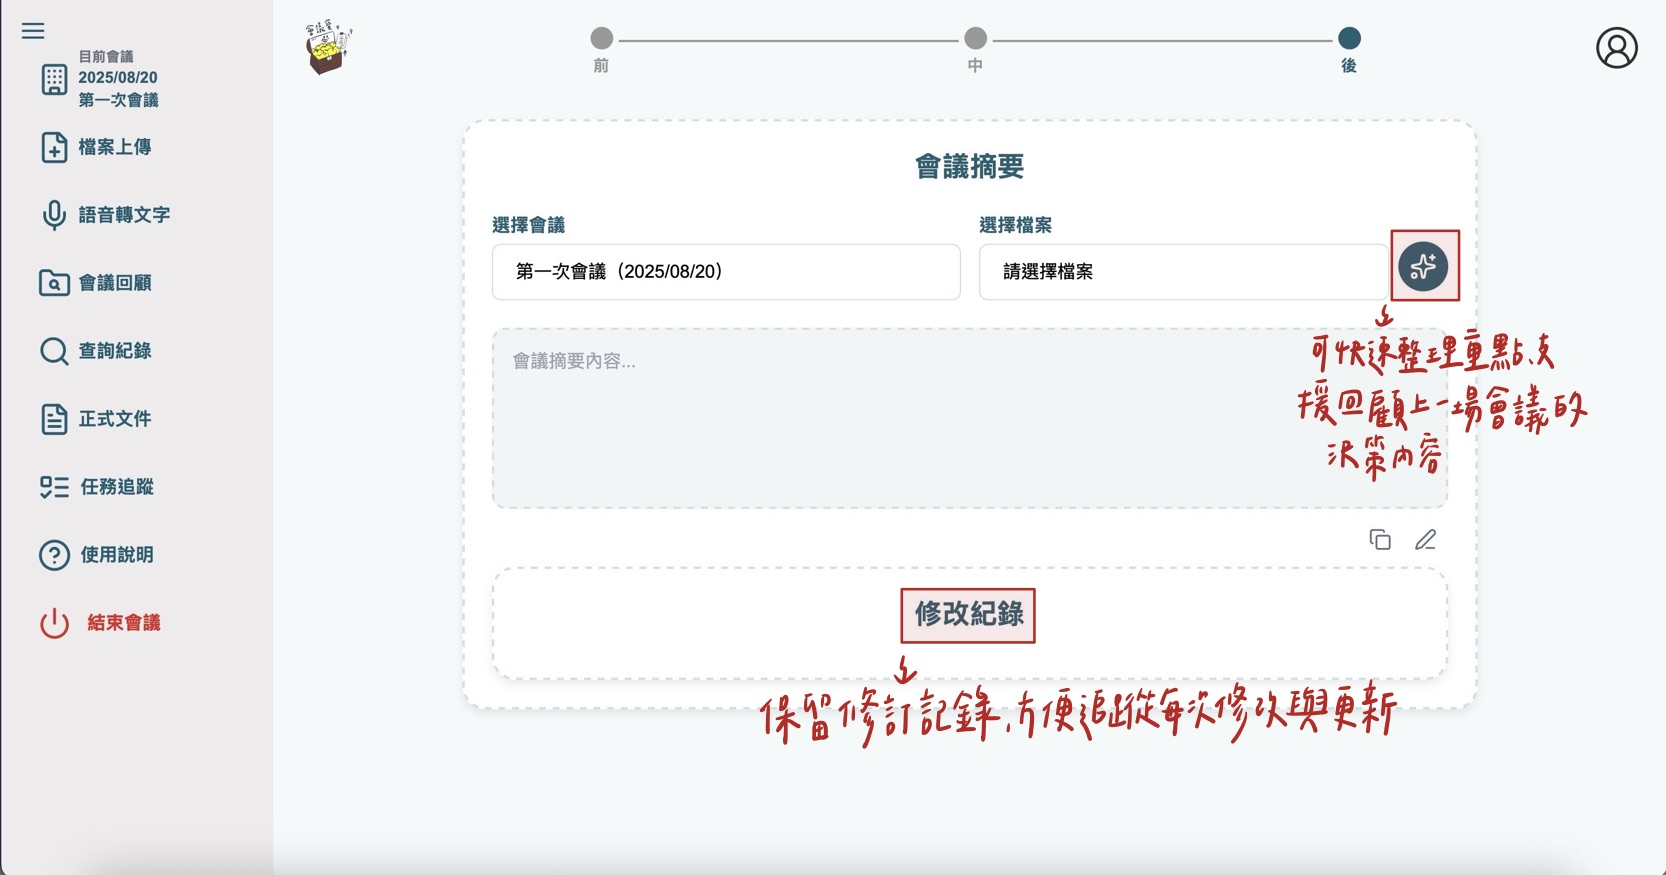 目前會議
2025/08/20
第一次會議
檔案上傳
語音轉文字
會議回顧
查詢紀錄
正式文件
任務追蹤
使用說明
結束會議
會議
前
中
後
會議摘要
選擇會議
選擇檔案
第一次會議（2025/08/20）
請選擇檔案
會議摘要內容...
可快速整理重點、支
援回顧上一場會議的
決策內容
修改紀錄
保留修訂記錄，方便追蹤每次修改與更新